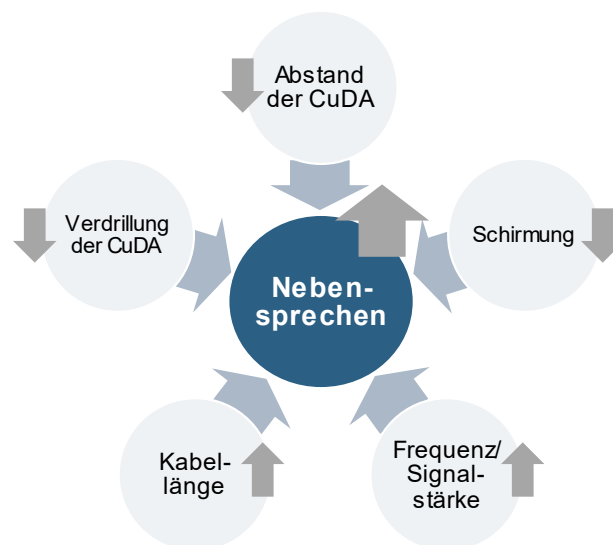 Abstand
der CuDA
Verdrillung
der CuDA
Schirmung
Neben-
sprechen
Kabel-
länge
Frequenz/
Signal-
stärke